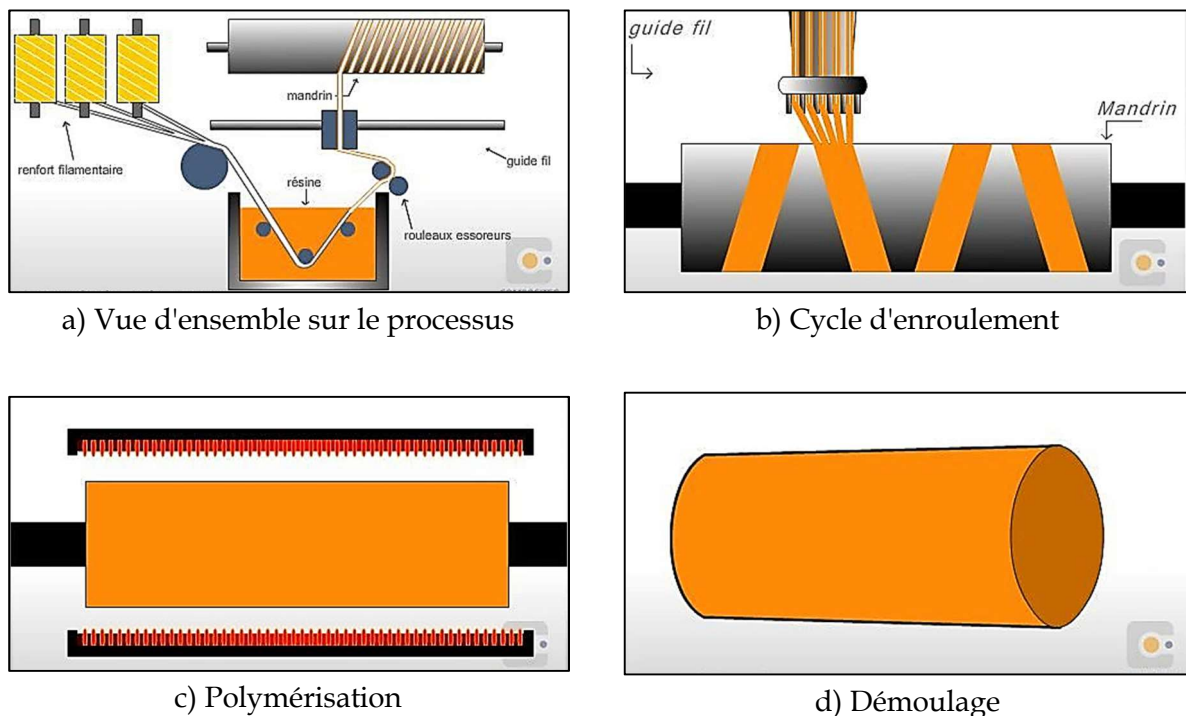 mandrin
renfort filamentaire
résine
guide fil
rouleaux essoreurs
a) Vue d'ensemble sur le processus
guide fil
Mandrin
b) Cycle d'enroulement
c) Polymérisation
d) Démoulage